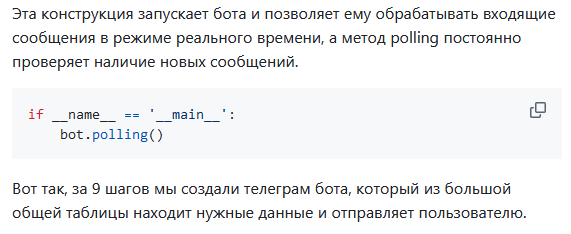 Эта конструкция запускает бота и позволяет ему обрабатывать входящие
сообщения в режиме реального времени, а метод polling постоянно
проверяет наличие новых сообщений.
if __name__ == '__main__':
    bot.polling()
Вот так, за 9 шагов мы создали телеграм бота, который из большой
общей таблицы находит нужные данные и отправляет пользователю.